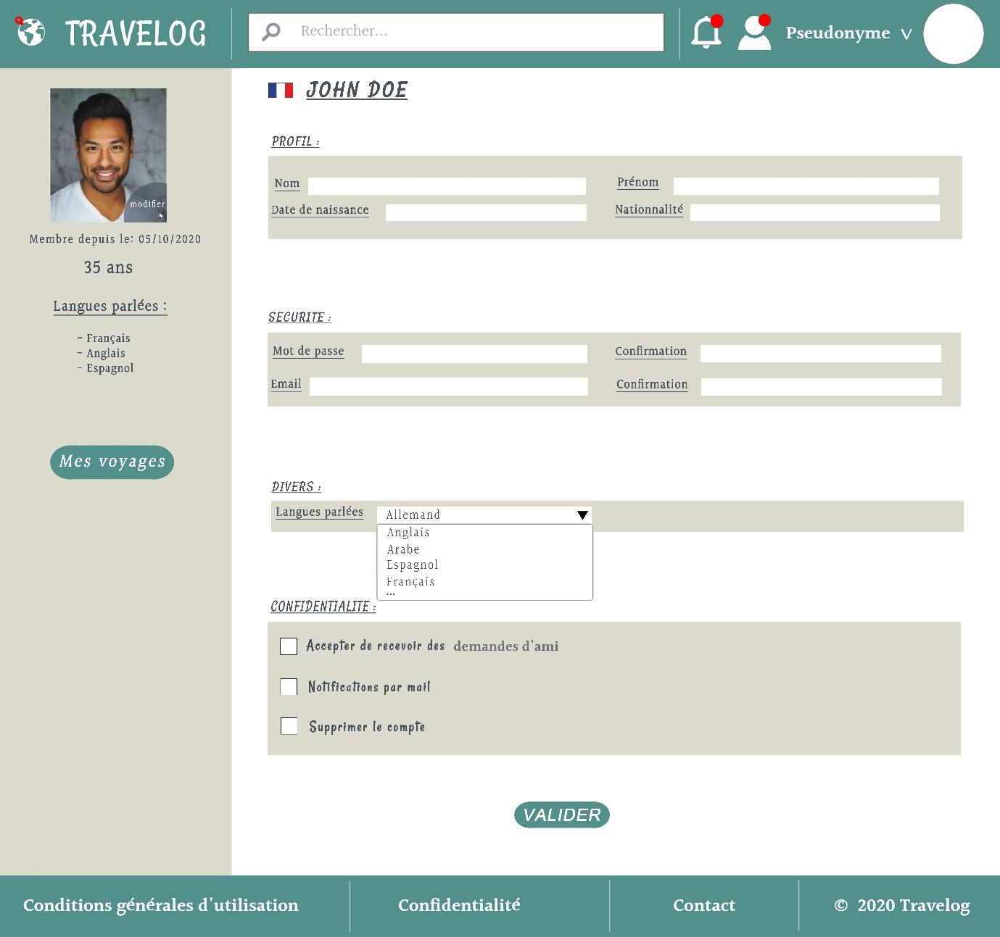 TRAVELOG
Rechercher...
Pseudonyme V
JOHN DOE
modifier
Membre depuis le: 05/10/2020
35 ans
Langues parlées :
- Français
- Anglais
- Espagnol
Mes voyages
PROFIL :
Nom
Prénom
Date de naissance
Nationnalité
SECURITE :
Mot de passe
Confirmation
Email
Confirmation
DIVERS :
Langues parlées
Allemand
Anglais
Arabe
Espagnol
Français
...
CONFIDENTIALITE :
Accepter de recevoir des demandes d'ami
Notifications par mail
Supprimer le compte
VALIDER
Conditions générales d'utilisation
Confidentialité
Contact
© 2020 Travelog